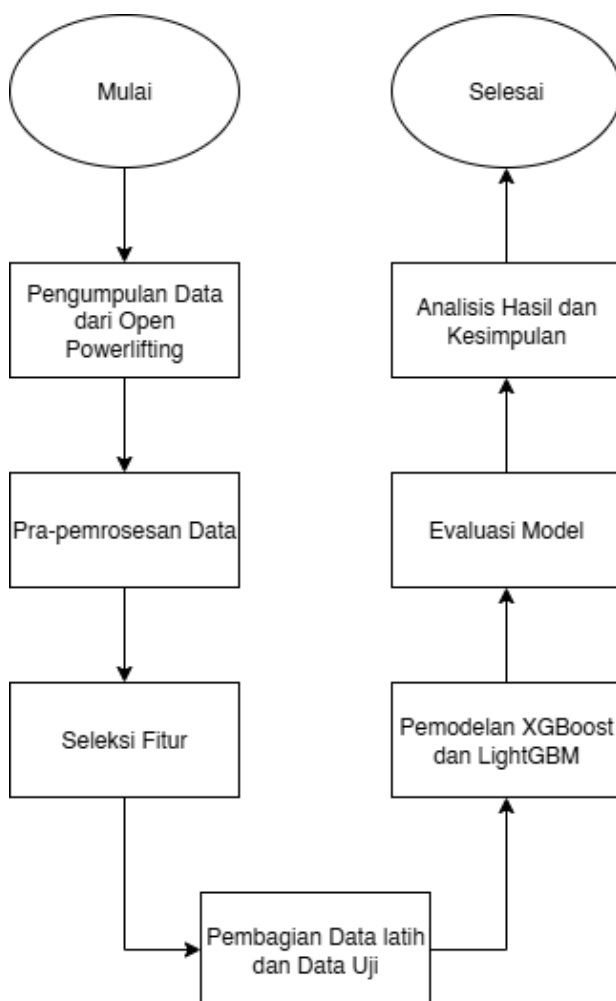 Mulai
Pengumpulan Data
dari Open
Powerlifting
Pra-pemrosesan Data
Seleksi Fitur
Pembagian Data latih
dan Data Uji
Pemodelan XGBoost
dan LightGBM
Evaluasi Model
Analisis Hasil dan
Kesimpulan
Selesai